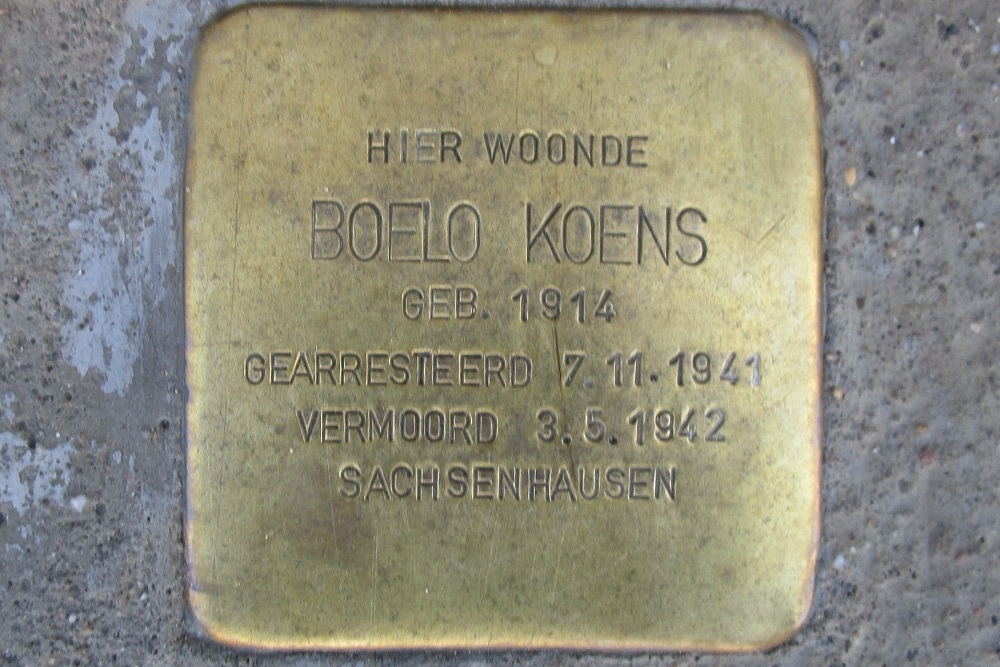 HIER WOONDE
BOELO KOENS
GEB. 1914
GEARRESTEERD 7.11.1941
VERMOORD 3.5.1942
SACHSENHAUSEN